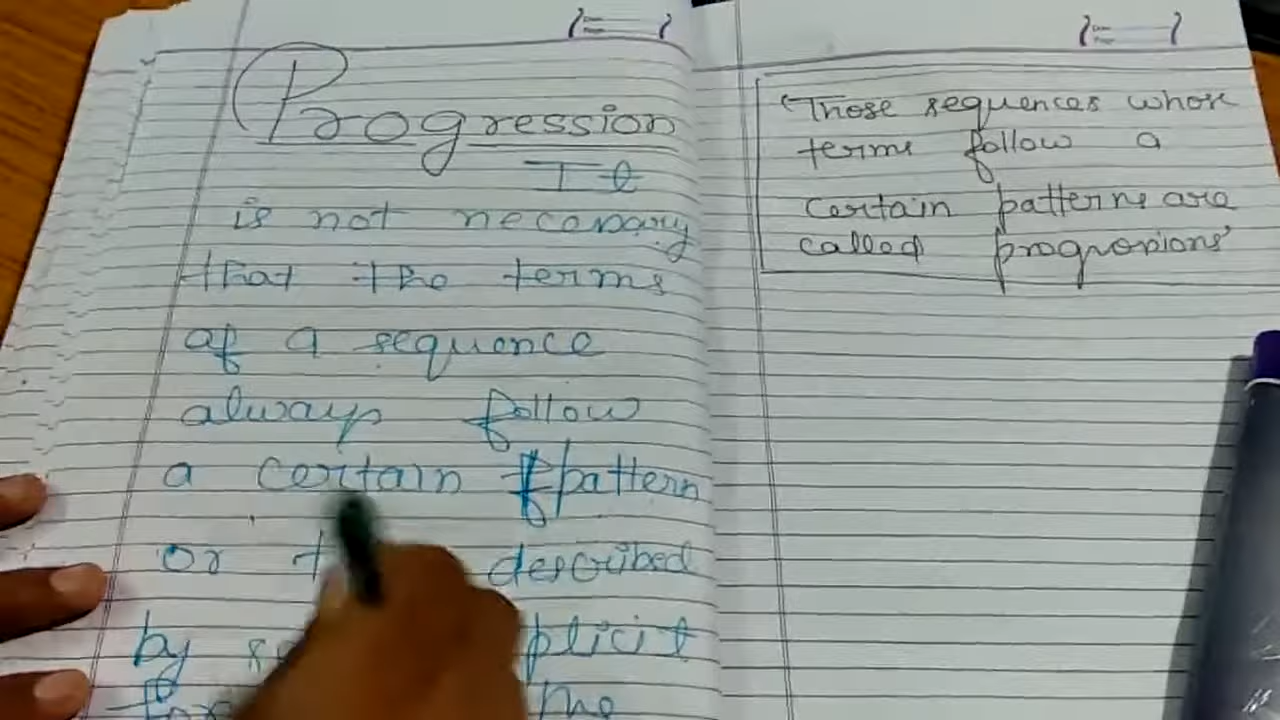 Progression
It
is not necessary
that the terms
of a sequence
always follow
a certain pattern
or described
by
the
"Those sequences whose
terms follow a
certain patterns are
called progressions"